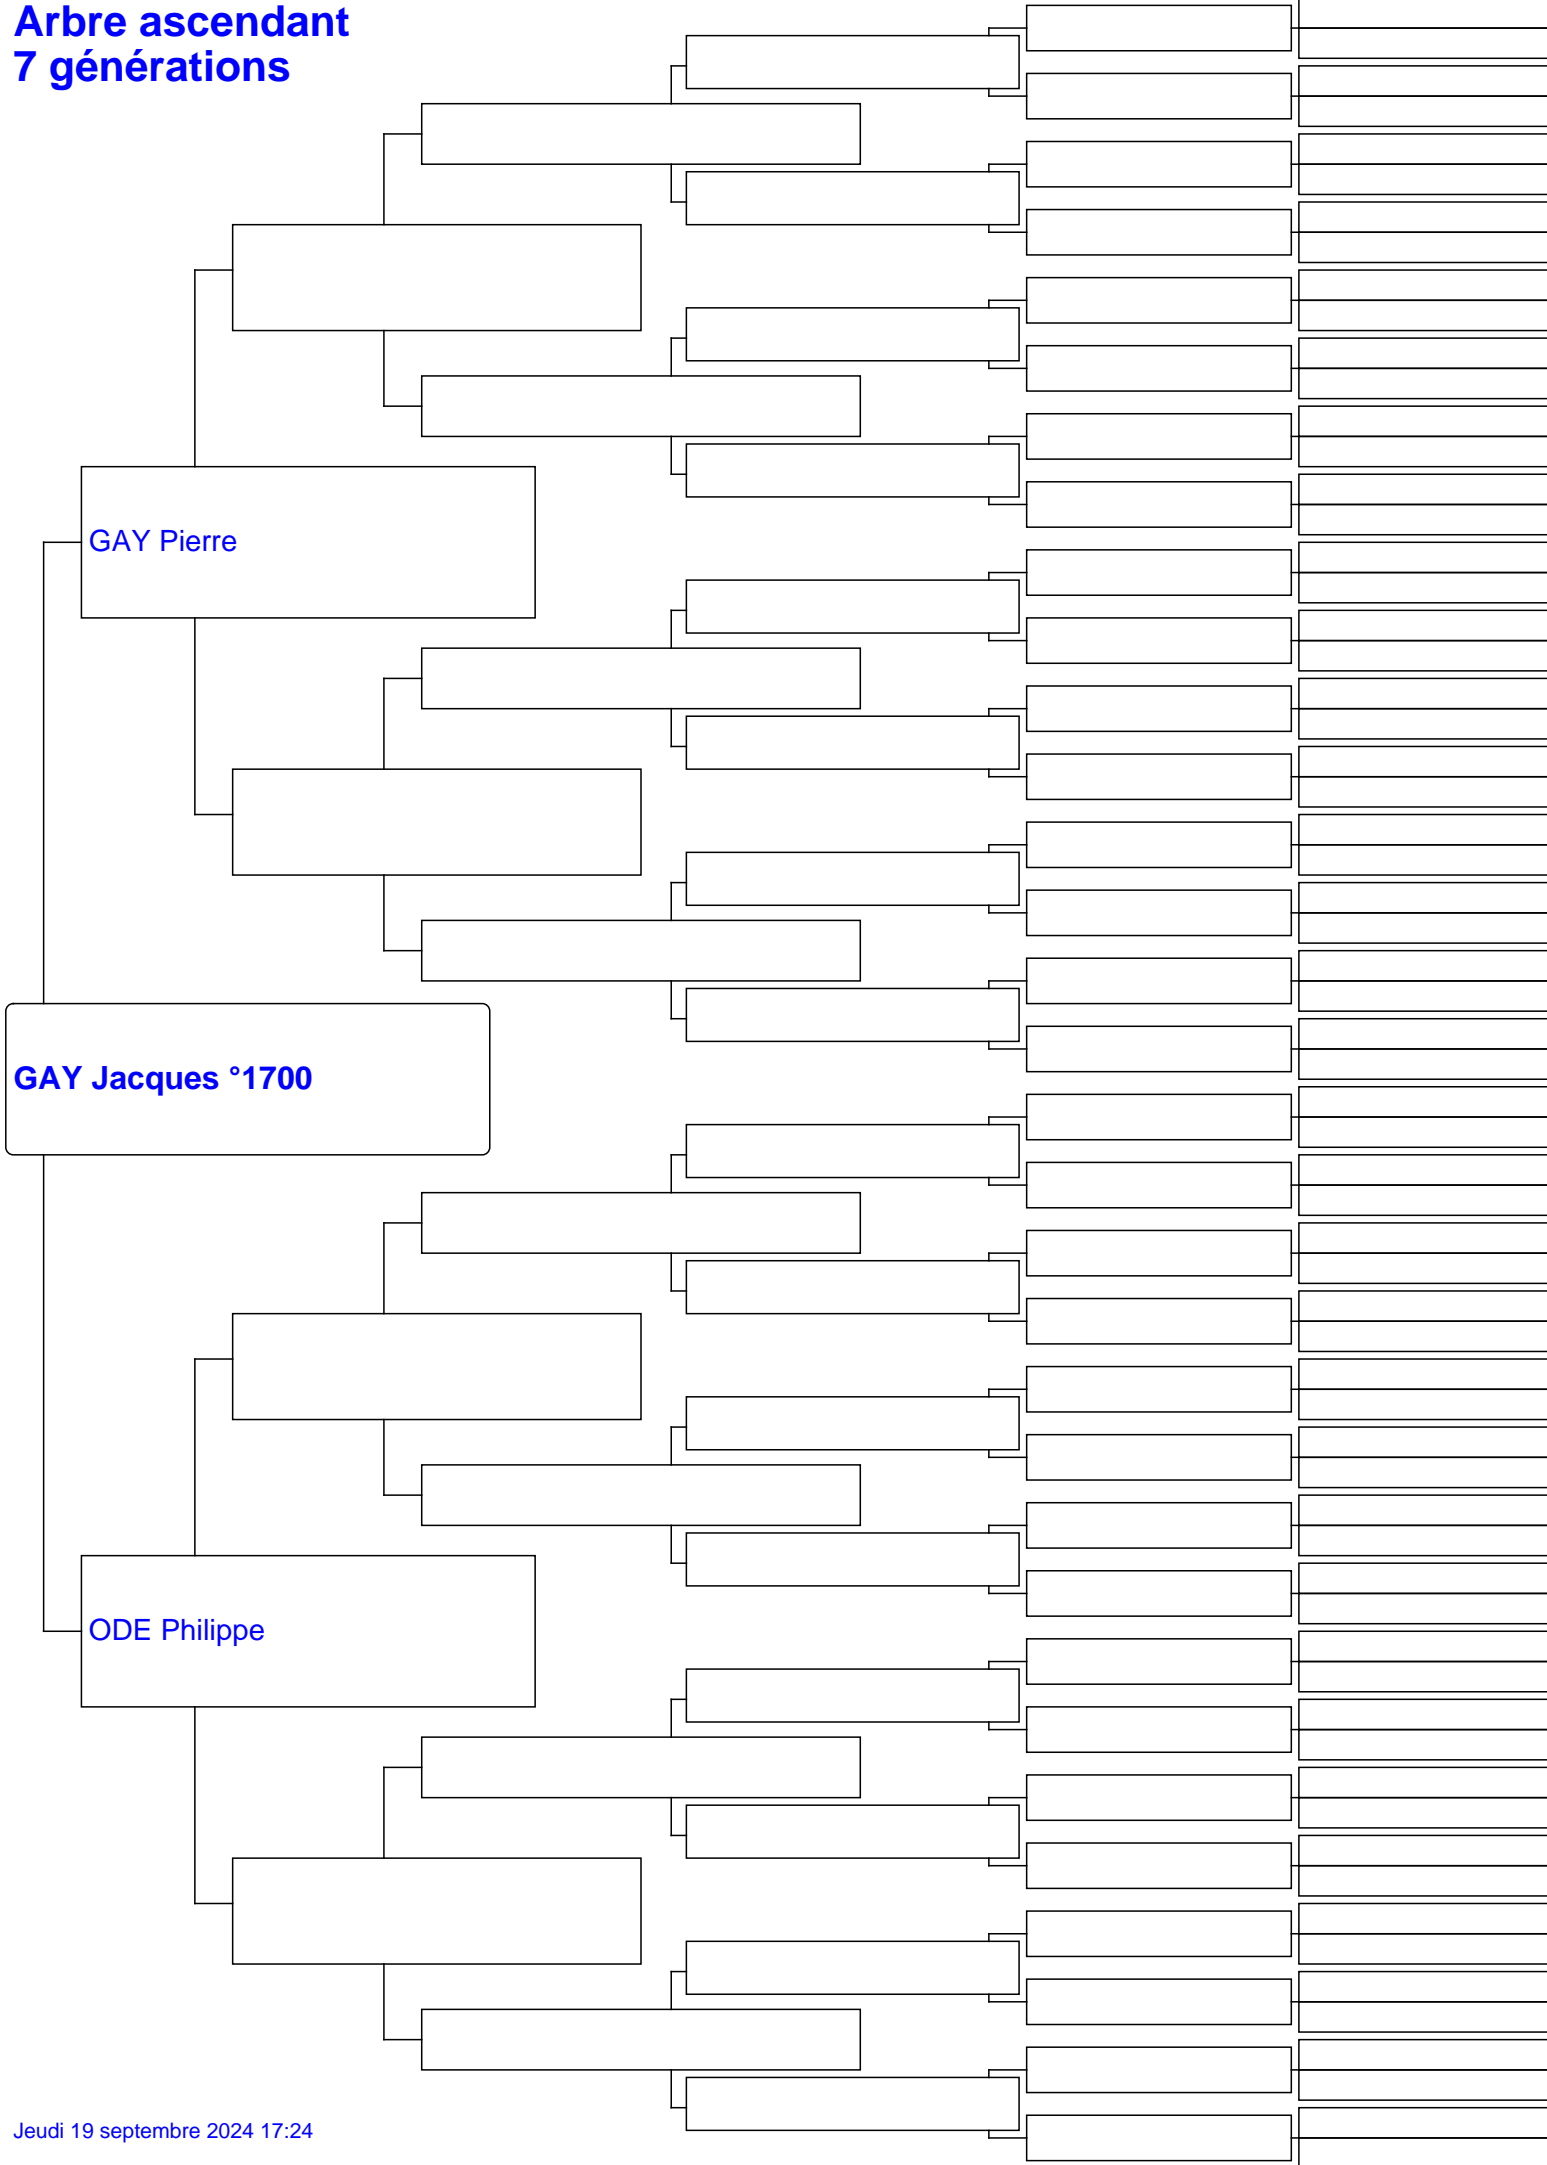 Arbre ascendant
7 générations
GAY Pierre
GAY Jacques °1700
ODE Philippe
Jeudi 19 septembre 2024 17:24